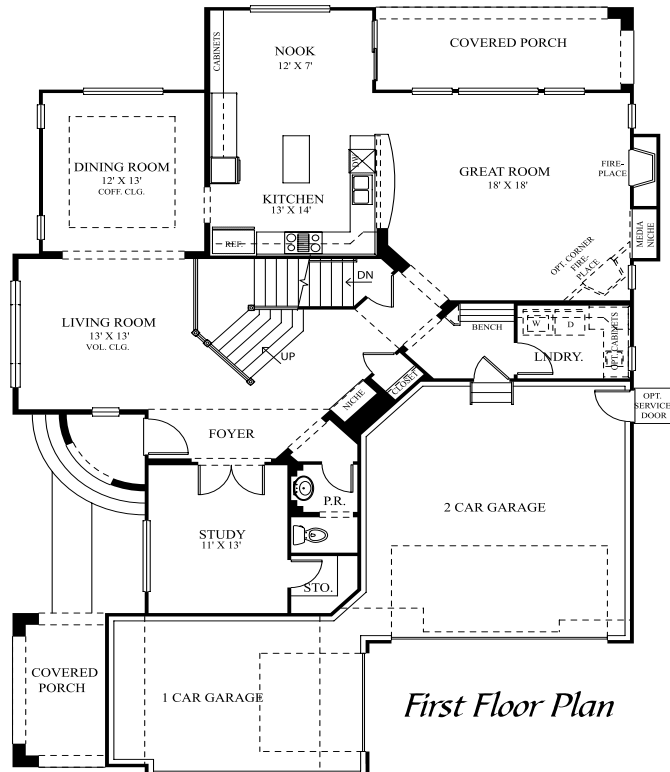 NOOK
12' X 7'
CABINETS
COVERED PORCH
DINING ROOM
12' X 13'
COFF. CLG.
DW
KITCHEN
13' X 14'
REF.
GREAT ROOM
18' X 18'
FIRE-
PLACE
MEDIA
NICHE
OPT. CORNER
FIRE-
PLACE
LIVING ROOM
13' X 13'
VOL. CLG.
DN
UP
BENCH
W
D
LNDRY.
OPT. CABINETS
CLOSET
NICHE
OPT.
SERVICE
DOOR
FOYER
P.R.
STUDY
11' X 13'
2 CAR GARAGE
STO.
COVERED
PORCH
1 CAR GARAGE
First Floor Plan